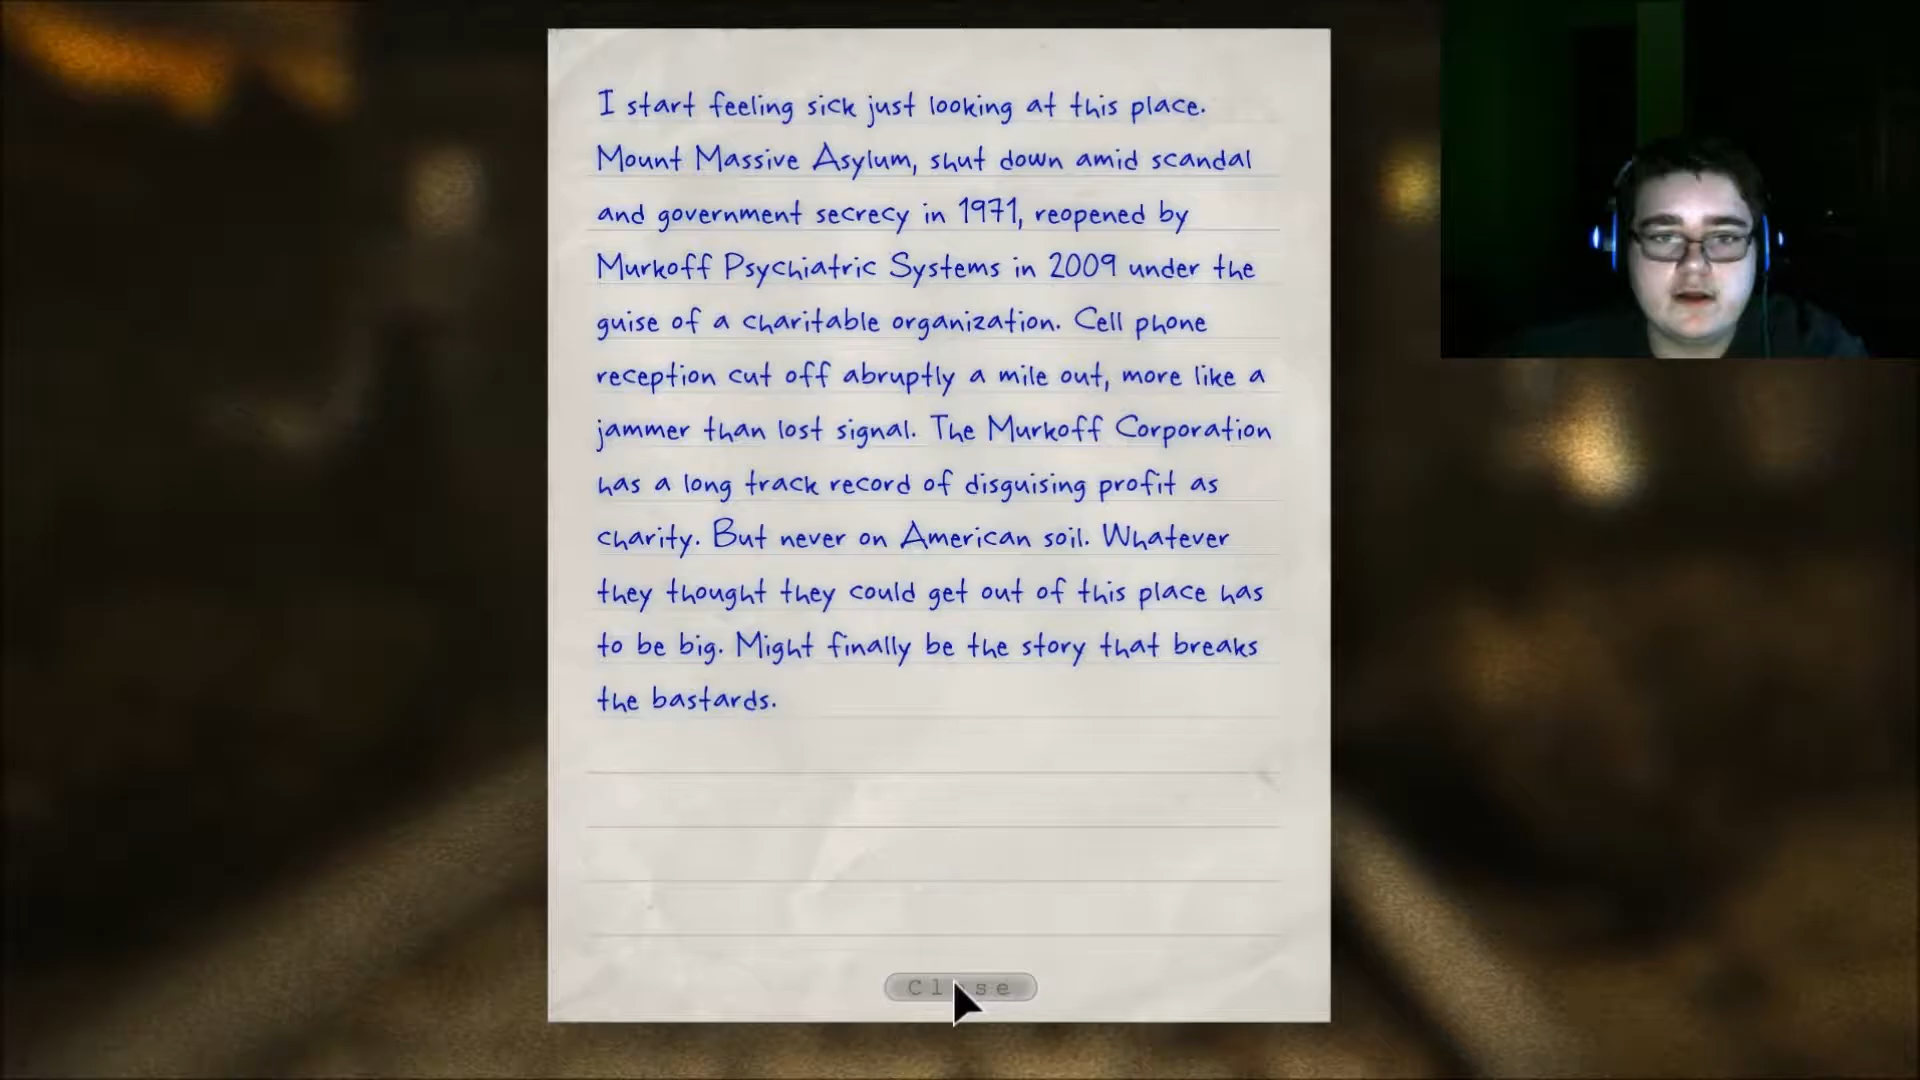 I start feeling sick just looking at this place.
Mount Massive Asylum, shut down amid scandal
and government secrecy in 1971, reopened by
Murkoff Psychiatric Systems in 2009 under the
guise of a charitable organization. Cell phone
reception cut off abruptly a mile out, more like a
jammer than lost signal. The Murkoff Corporation
has a long track record of disguising profit as
charity. But never on American soil. Whatever
they thought they could get out of this place has
to be big. Might finally be the story that breaks
the bastards.
Close